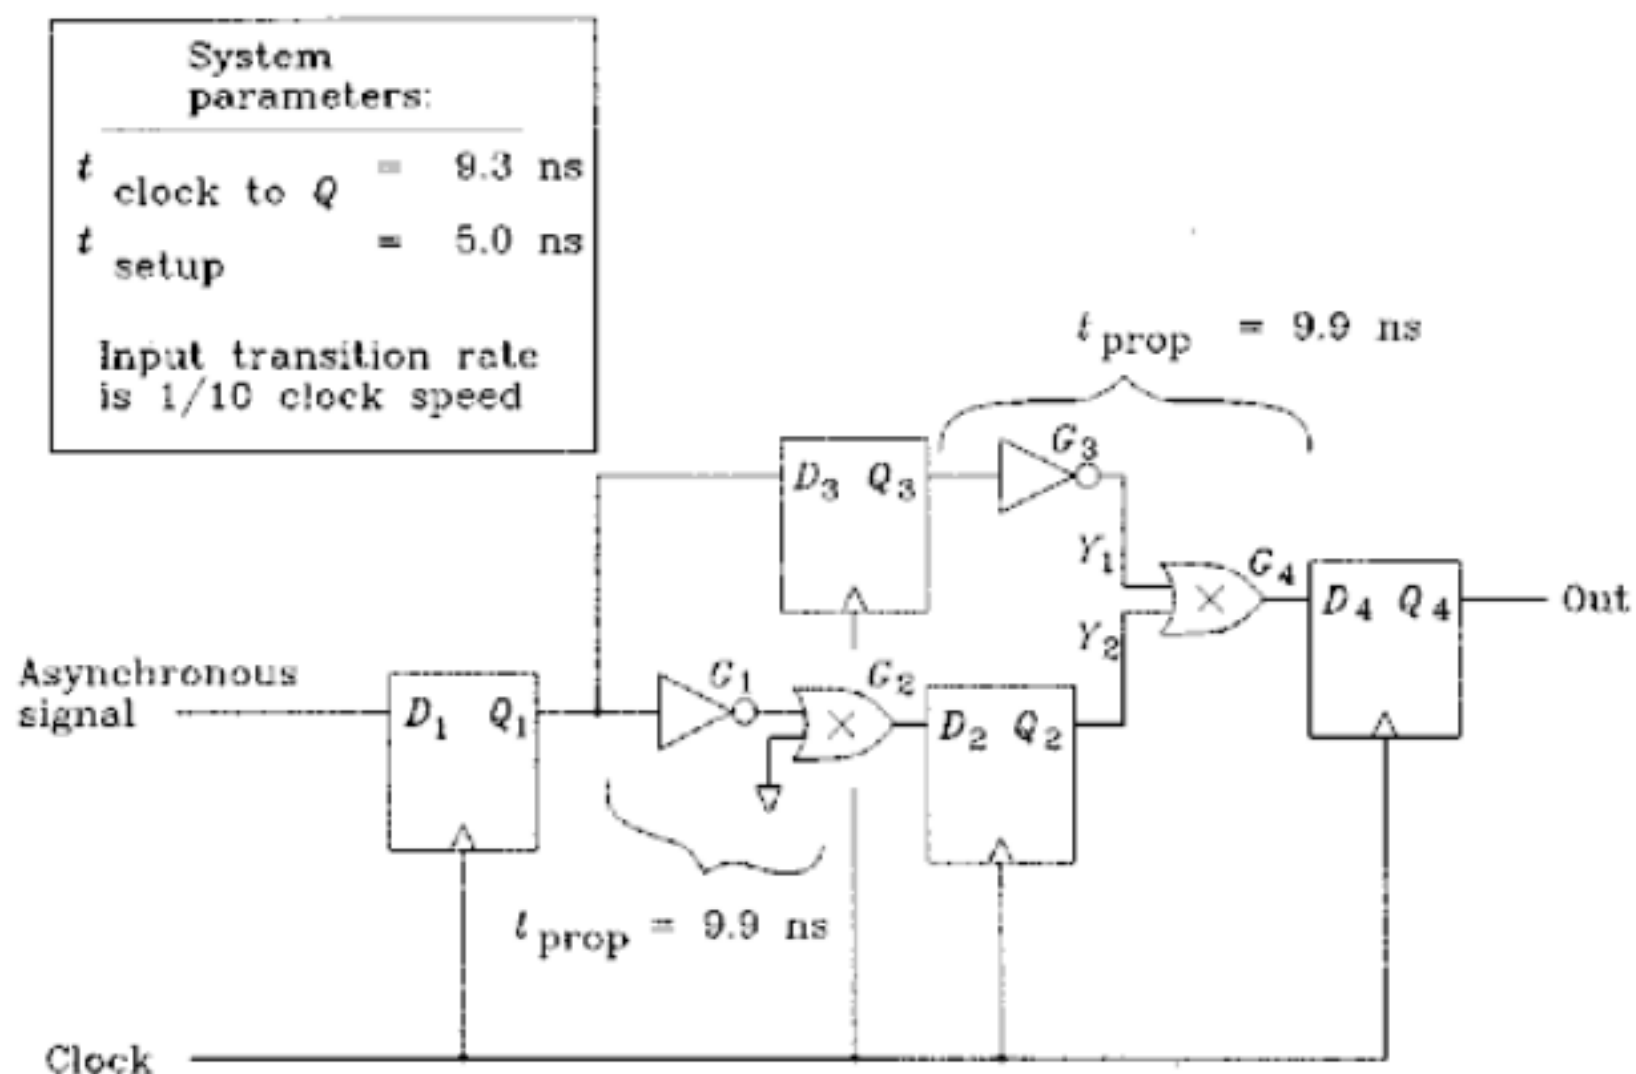 System
parameters:
t clock to Q = 9.3 ns
t setup = 5.0 ns
Input transition rate
is 1/10 clock speed
t prop = 9.9 ns
D3 Q3
G3
Y1
G4
D4 Q4
Out
Y2
Asynchronous
signal
D1 Q1
G1
G2
D2 Q2
t prop = 9.9 ns
Clock